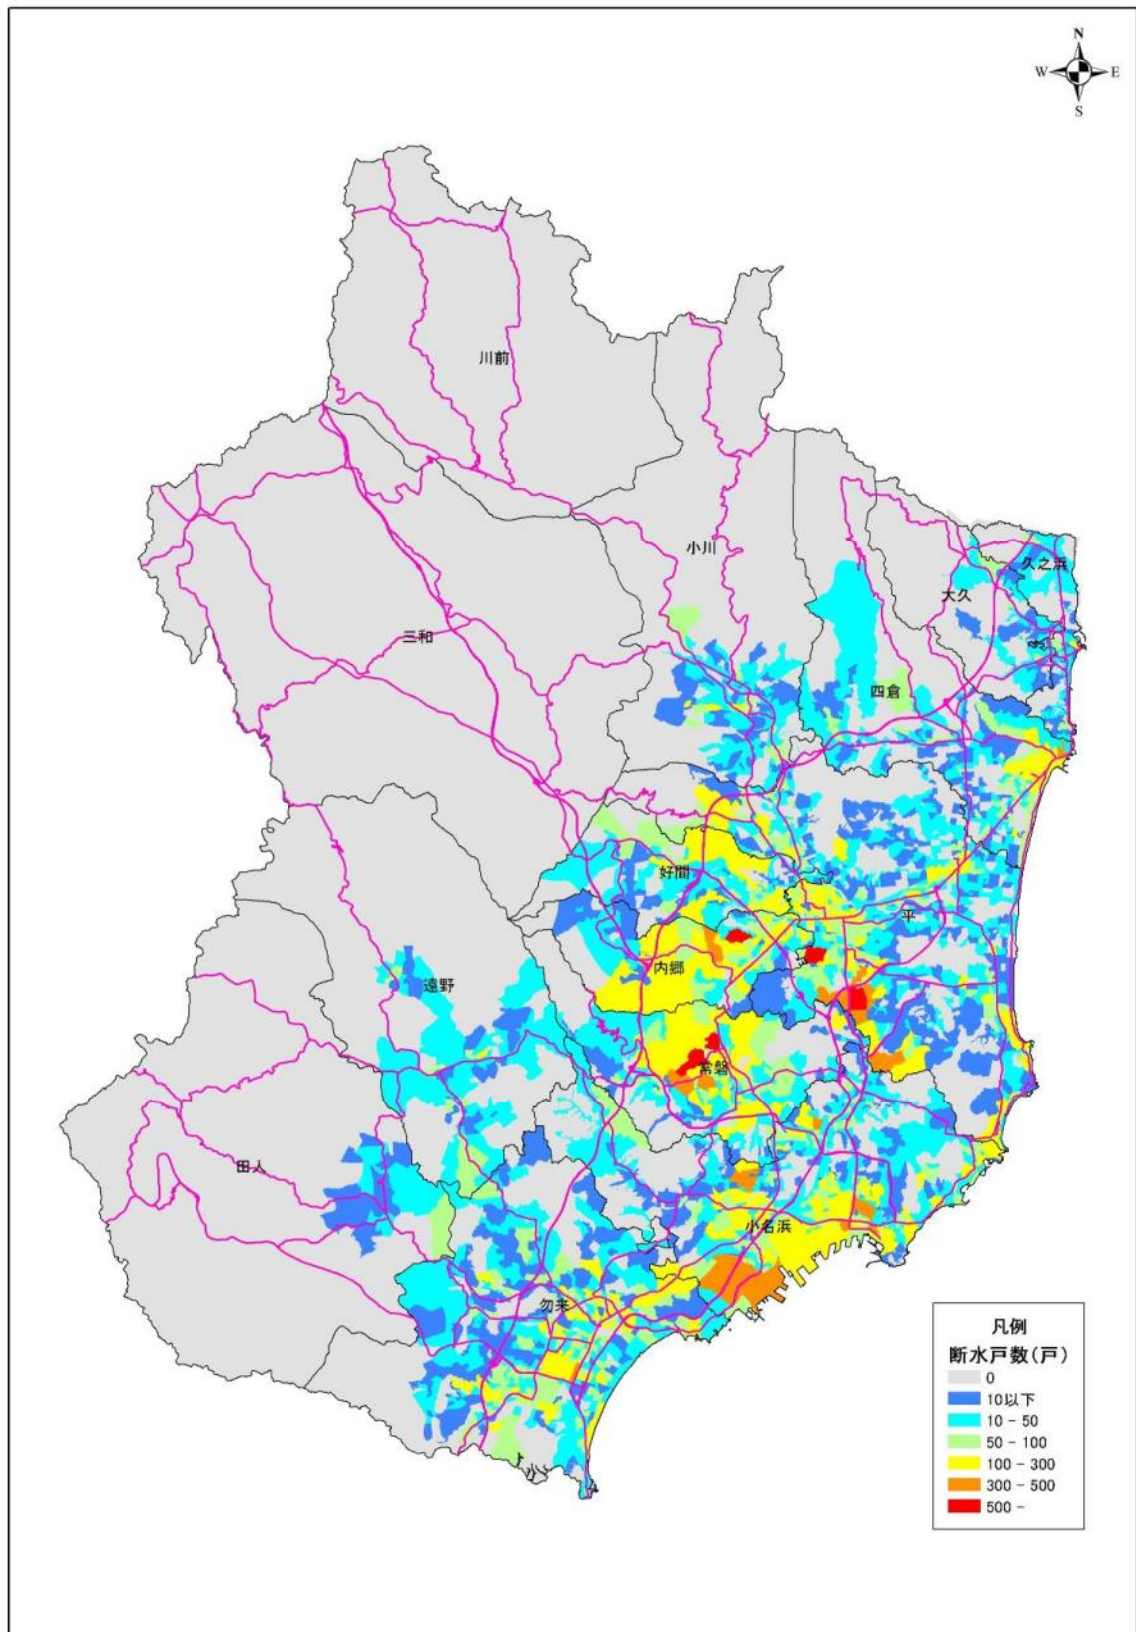 N
W E
S
川前
小川
久之浜
大久
三和
四倉
好間
平
内郷
遠野
常磐
田人
小名浜
勿来
凡例
断水戸数(戸)
0
10以下
10 - 50
50 - 100
100 - 300
300 - 500
500 -